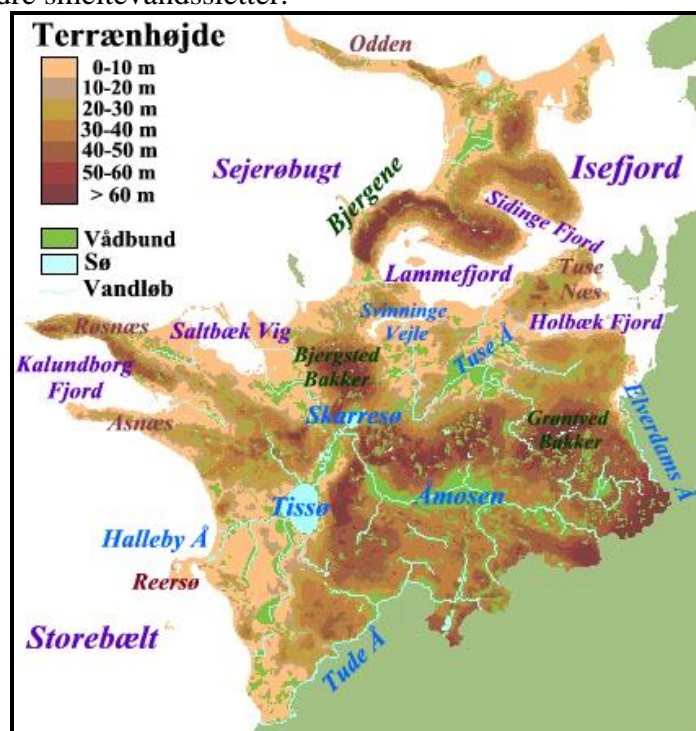 dre smeltevandssletter.
Terrænhøjde
0-10 m
10-20 m
20-30 m
30-40 m
40-50 m
50-60 m
> 60 m
Vådbund
Sø
Vandløb
Odden
Sejerøbugt
Bjergene
Isefjord
Sidinge Fjord
Lammefjord
Tuse
Næs
Svinninge
Vejle
Holbæk Fjord
Røsnæs
Saltbæk Vig
Tuse Å
Kalundborg
Fjord
Bjergsted
Bakker
Elverdams Å
Asnæs
Skarresø
Grøntved
Bakker
Tissø
Åmosen
Halleby Å
Reersø
Storebælt
Tude Å